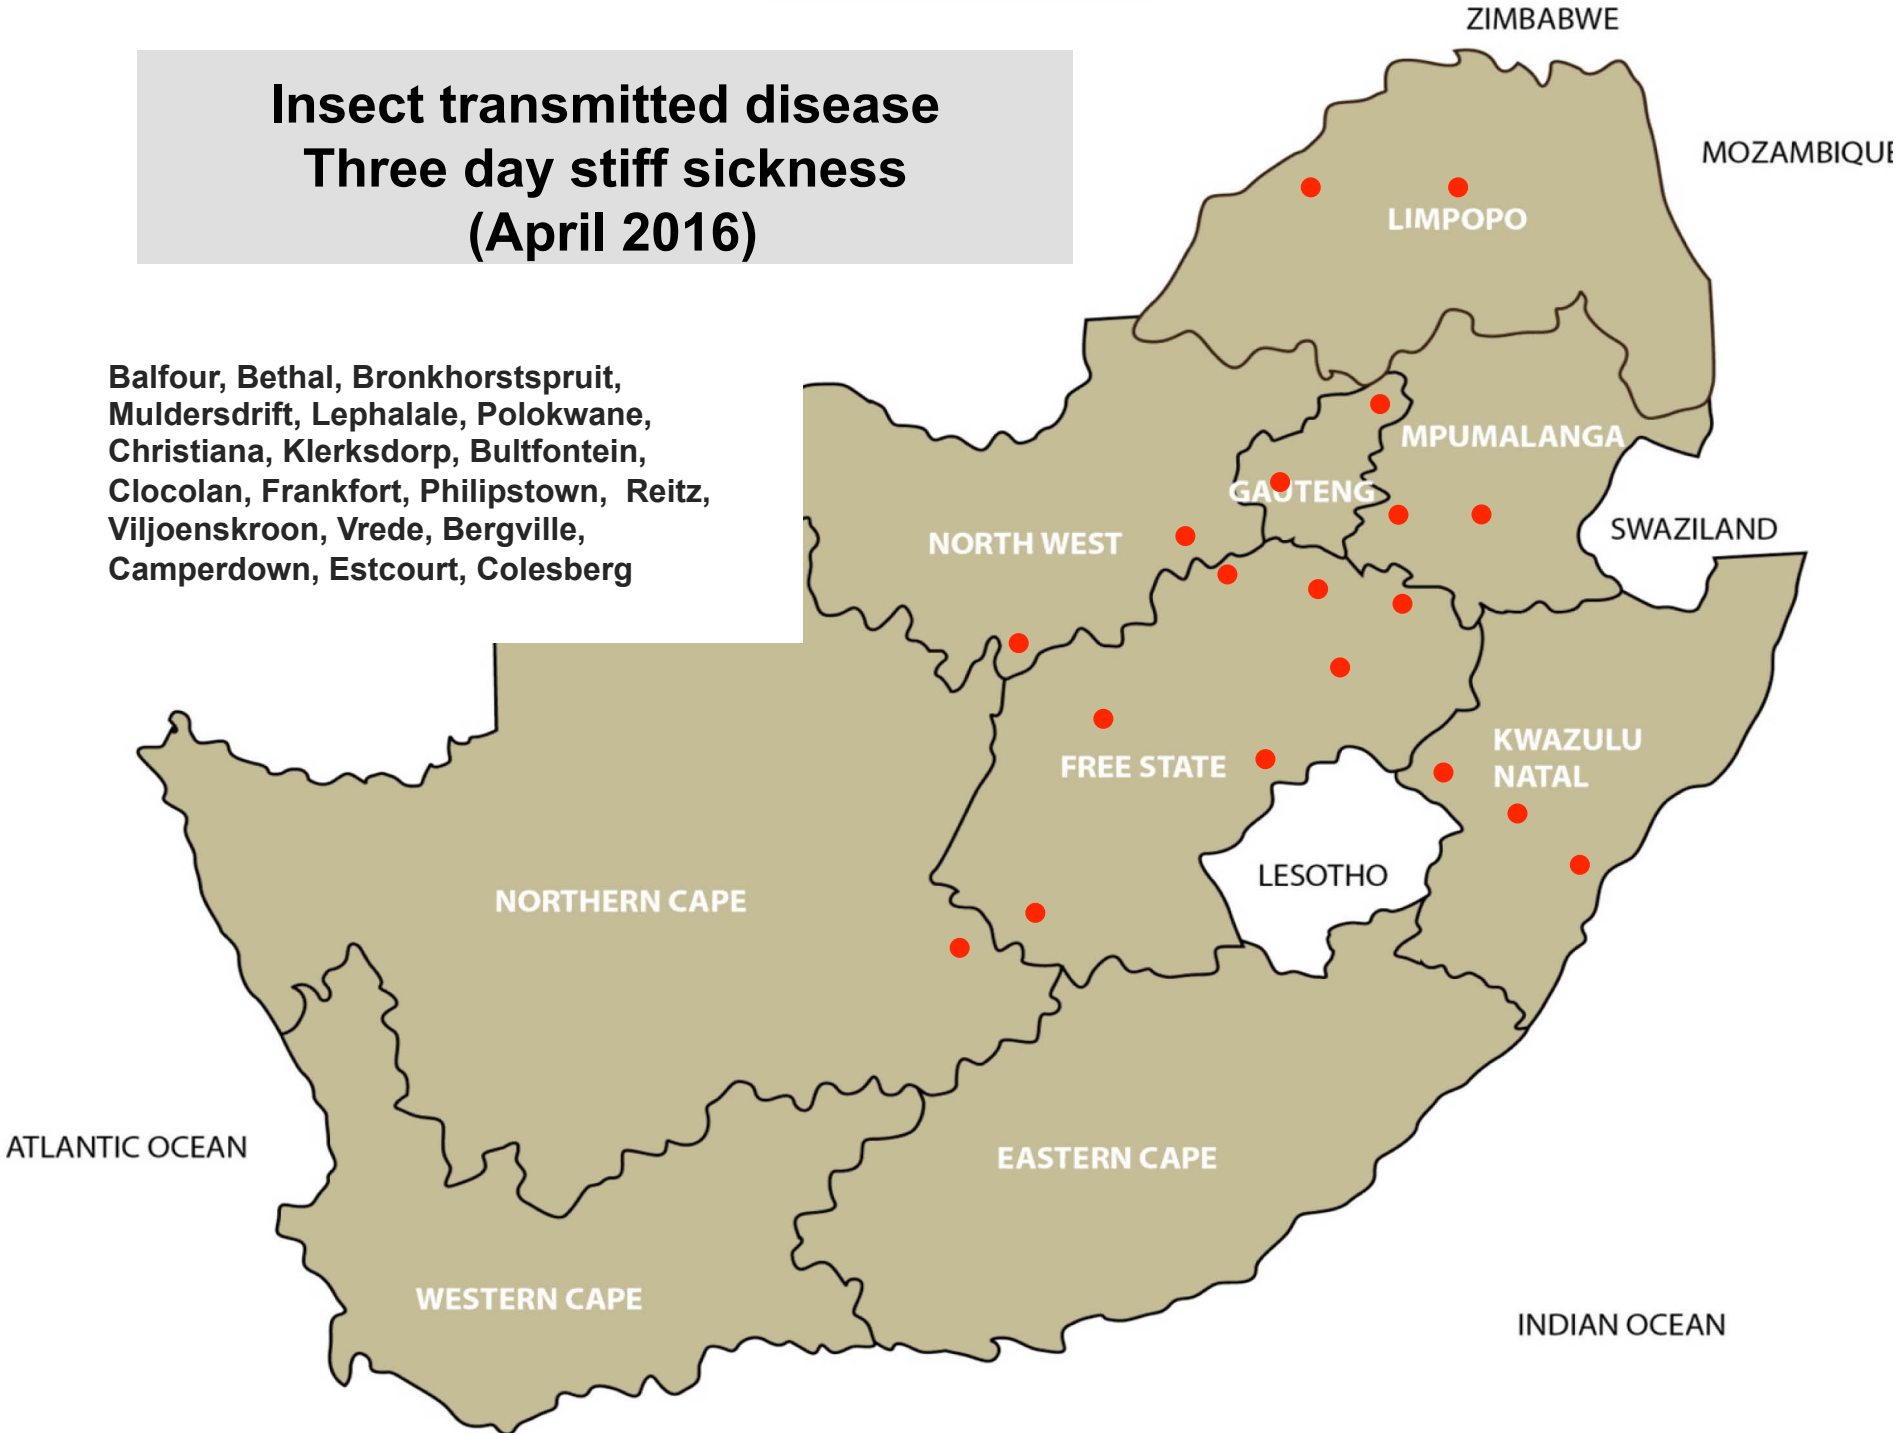 Insect transmitted disease
Three day stiff sickness
(April 2016)
Balfour, Bethal, Bronkhorstspruit,
Muldersdrift, Lephalale, Polokwane,
Christiana, Klerksdorp, Bultfontein,
Clocolan, Frankfort, Philipstown, Reitz,
Viljoenskroon, Vrede, Bergville,
Camperdown, Estcourt, Colesberg
ZIMBABWE
MOZAMBIQUE
LIMPOPO
MPUMALANGA
GAUTENG
NORTH WEST
SWAZILAND
KWAZULU
NATAL
FREE STATE
LESOTHO
NORTHERN CAPE
ATLANTIC OCEAN
EASTERN CAPE
WESTERN CAPE
INDIAN OCEAN